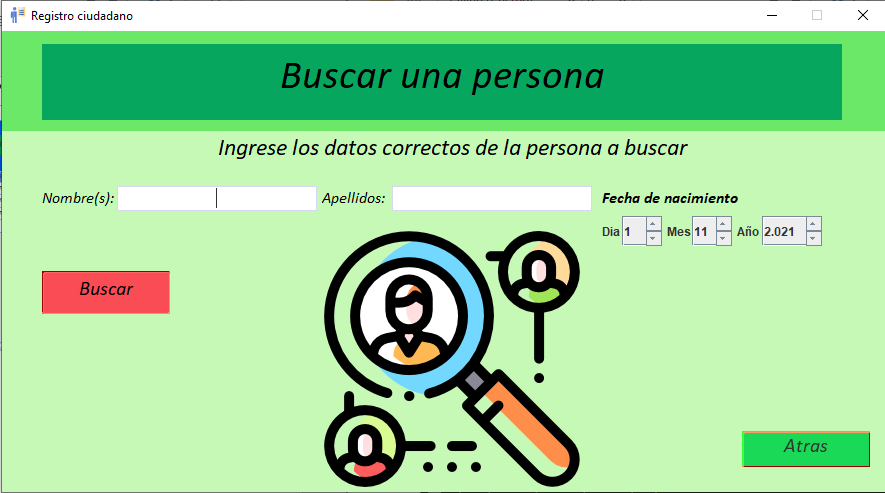 Registro ciudadano
Buscar una persona
Ingrese los datos correctos de la persona a buscar
Nombre(s): Apellidos: Fecha de nacimiento
Dia 1 Mes 11 Año 2.021
Buscar
Atras